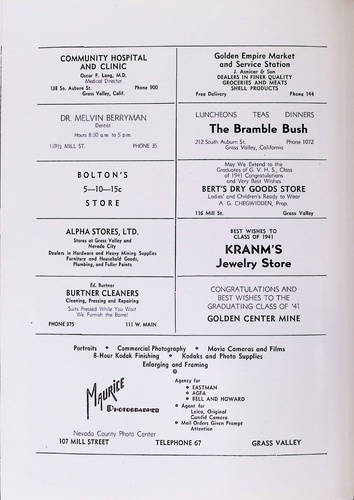 COMMUNITY HOSPITAL
AND CLINIC
Oscar F. Lang, M.D.
Medical Director
138 So. Auburn St. Phone 900
Grass Valley, Calif.
DR. MELVIN BERRYMAN
Dentist
Hours 8:30 a.m. to 5 p.m.
119½ MILL ST. PHONE 35
BOLTON'S
5—10—15c
STORE
ALPHA STORES, LTD.
Stores at Grass Valley and
Nevada City
Dealers in Hardware and Heavy Mining Supplies
Furniture and Household Goods,
Plumbing, and Fuller Paints
Ed. Burtner
BURTNER CLEANERS
Cleaning, Pressing and Repairing
Suits Pressed While You Wait
We Furnish the Barrel
PHONE 375 111 W. MAIN
Golden Empire Market
and Service Station
J. Asnicar & Son
DEALERS IN FINER QUALITY
GROCERIES AND MEATS
SHELL PRODUCTS
Free Delivery Phone 144
LUNCHEONS TEAS DINNERS
The Bramble Bush
212 South Auburn St. Phone 1072
Grass Valley, California
May We Extend to the
Graduates of G. V. H. S., Class
of 1941 Congratulations
and Very Best Wishes
BERT'S DRY GOODS STORE
Ladies' and Children's Ready to Wear
A. G. CHEGWIDDEN, Prop.
116 Mill St. Grass Valley
BEST WISHES TO
CLASS OF 1941
KRANM'S
Jewelry Store
CONGRATULATIONS AND
BEST WISHES TO THE
GRADUATING CLASS OF '41
GOLDEN CENTER MINE
Portraits • Commercial Photography • Movie Cameras and Films
8-Hour Kodak Finishing • Kodaks and Photo Supplies
Enlarging and Framing
MAURICE
PHOTOGRAPHER
Agency for
• EASTMAN
• AGFA
• BELL AND HOWARD
• Agent for
Leica, Original
Candid Camera
• Mail Orders Given Prompt
Attention
Nevada County Photo Center
107 MILL STREET TELEPHONE 67 GRASS VALLEY